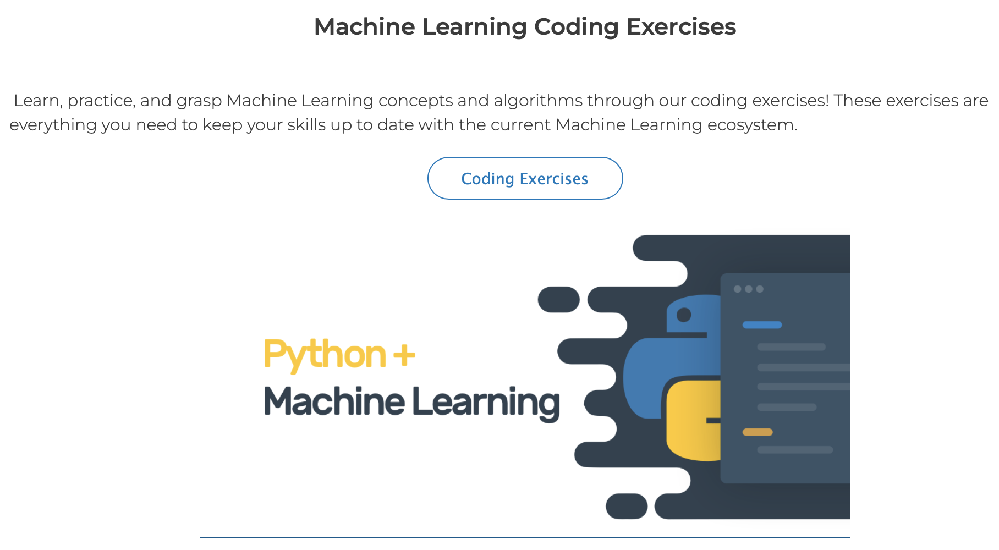 Machine Learning Coding Exercises
Learn, practice, and grasp Machine Learning concepts and algorithms through our coding exercises! These exercises are
everything you need to keep your skills up to date with the current Machine Learning ecosystem.
Coding Exercises
Python +
Machine Learning